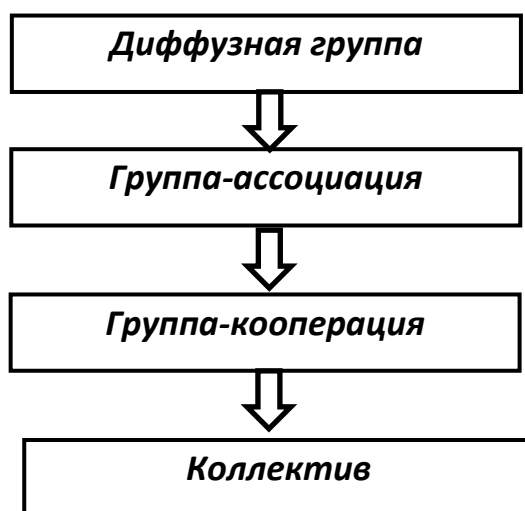 Диффузная группа
Группа-ассоциация
Группа-кооперация
Коллектив